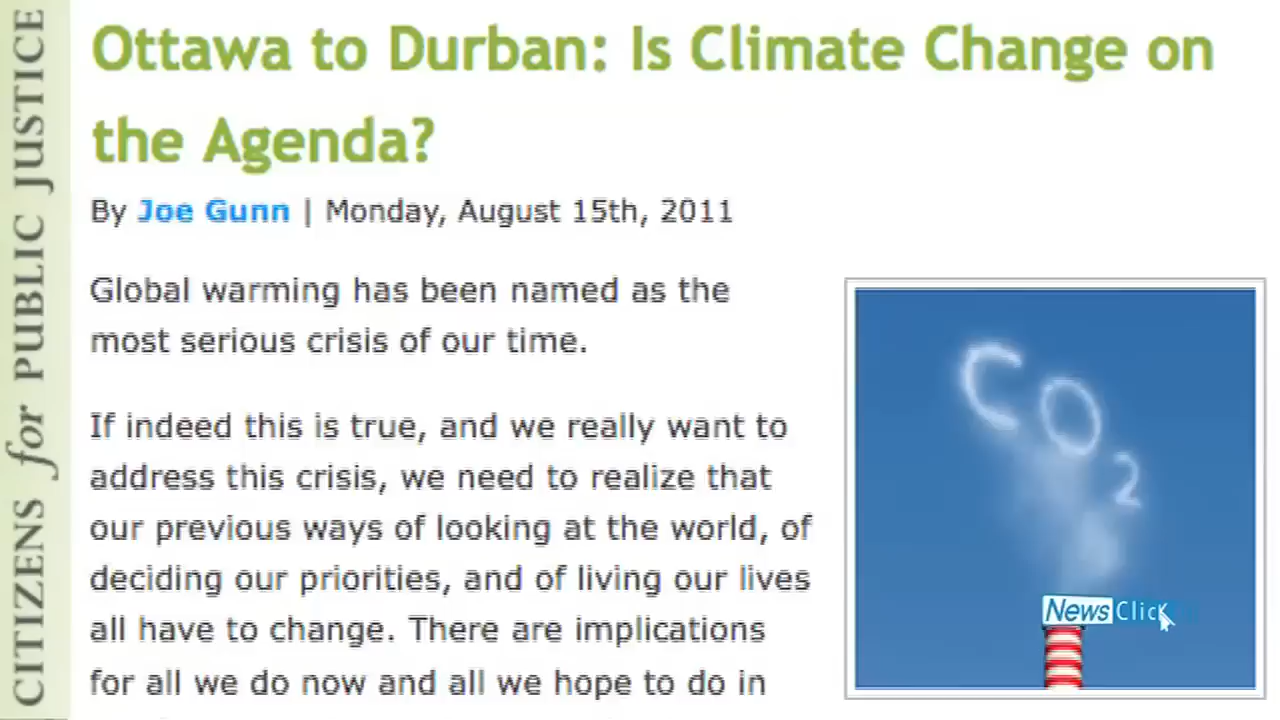 CITIZENS for PUBLIC JUSTICE
Ottawa to Durban: Is Climate Change on
the Agenda?
By Joe Gunn | Monday, August 15th, 2011
Global warming has been named as the
most serious crisis of our time.
If indeed this is true, and we really want to
address this crisis, we need to realize that
our previous ways of looking at the world, of
deciding our priorities, and of living our lives
all have to change. There are implications
for all we do now and all we hope to do in
CO2
News Click